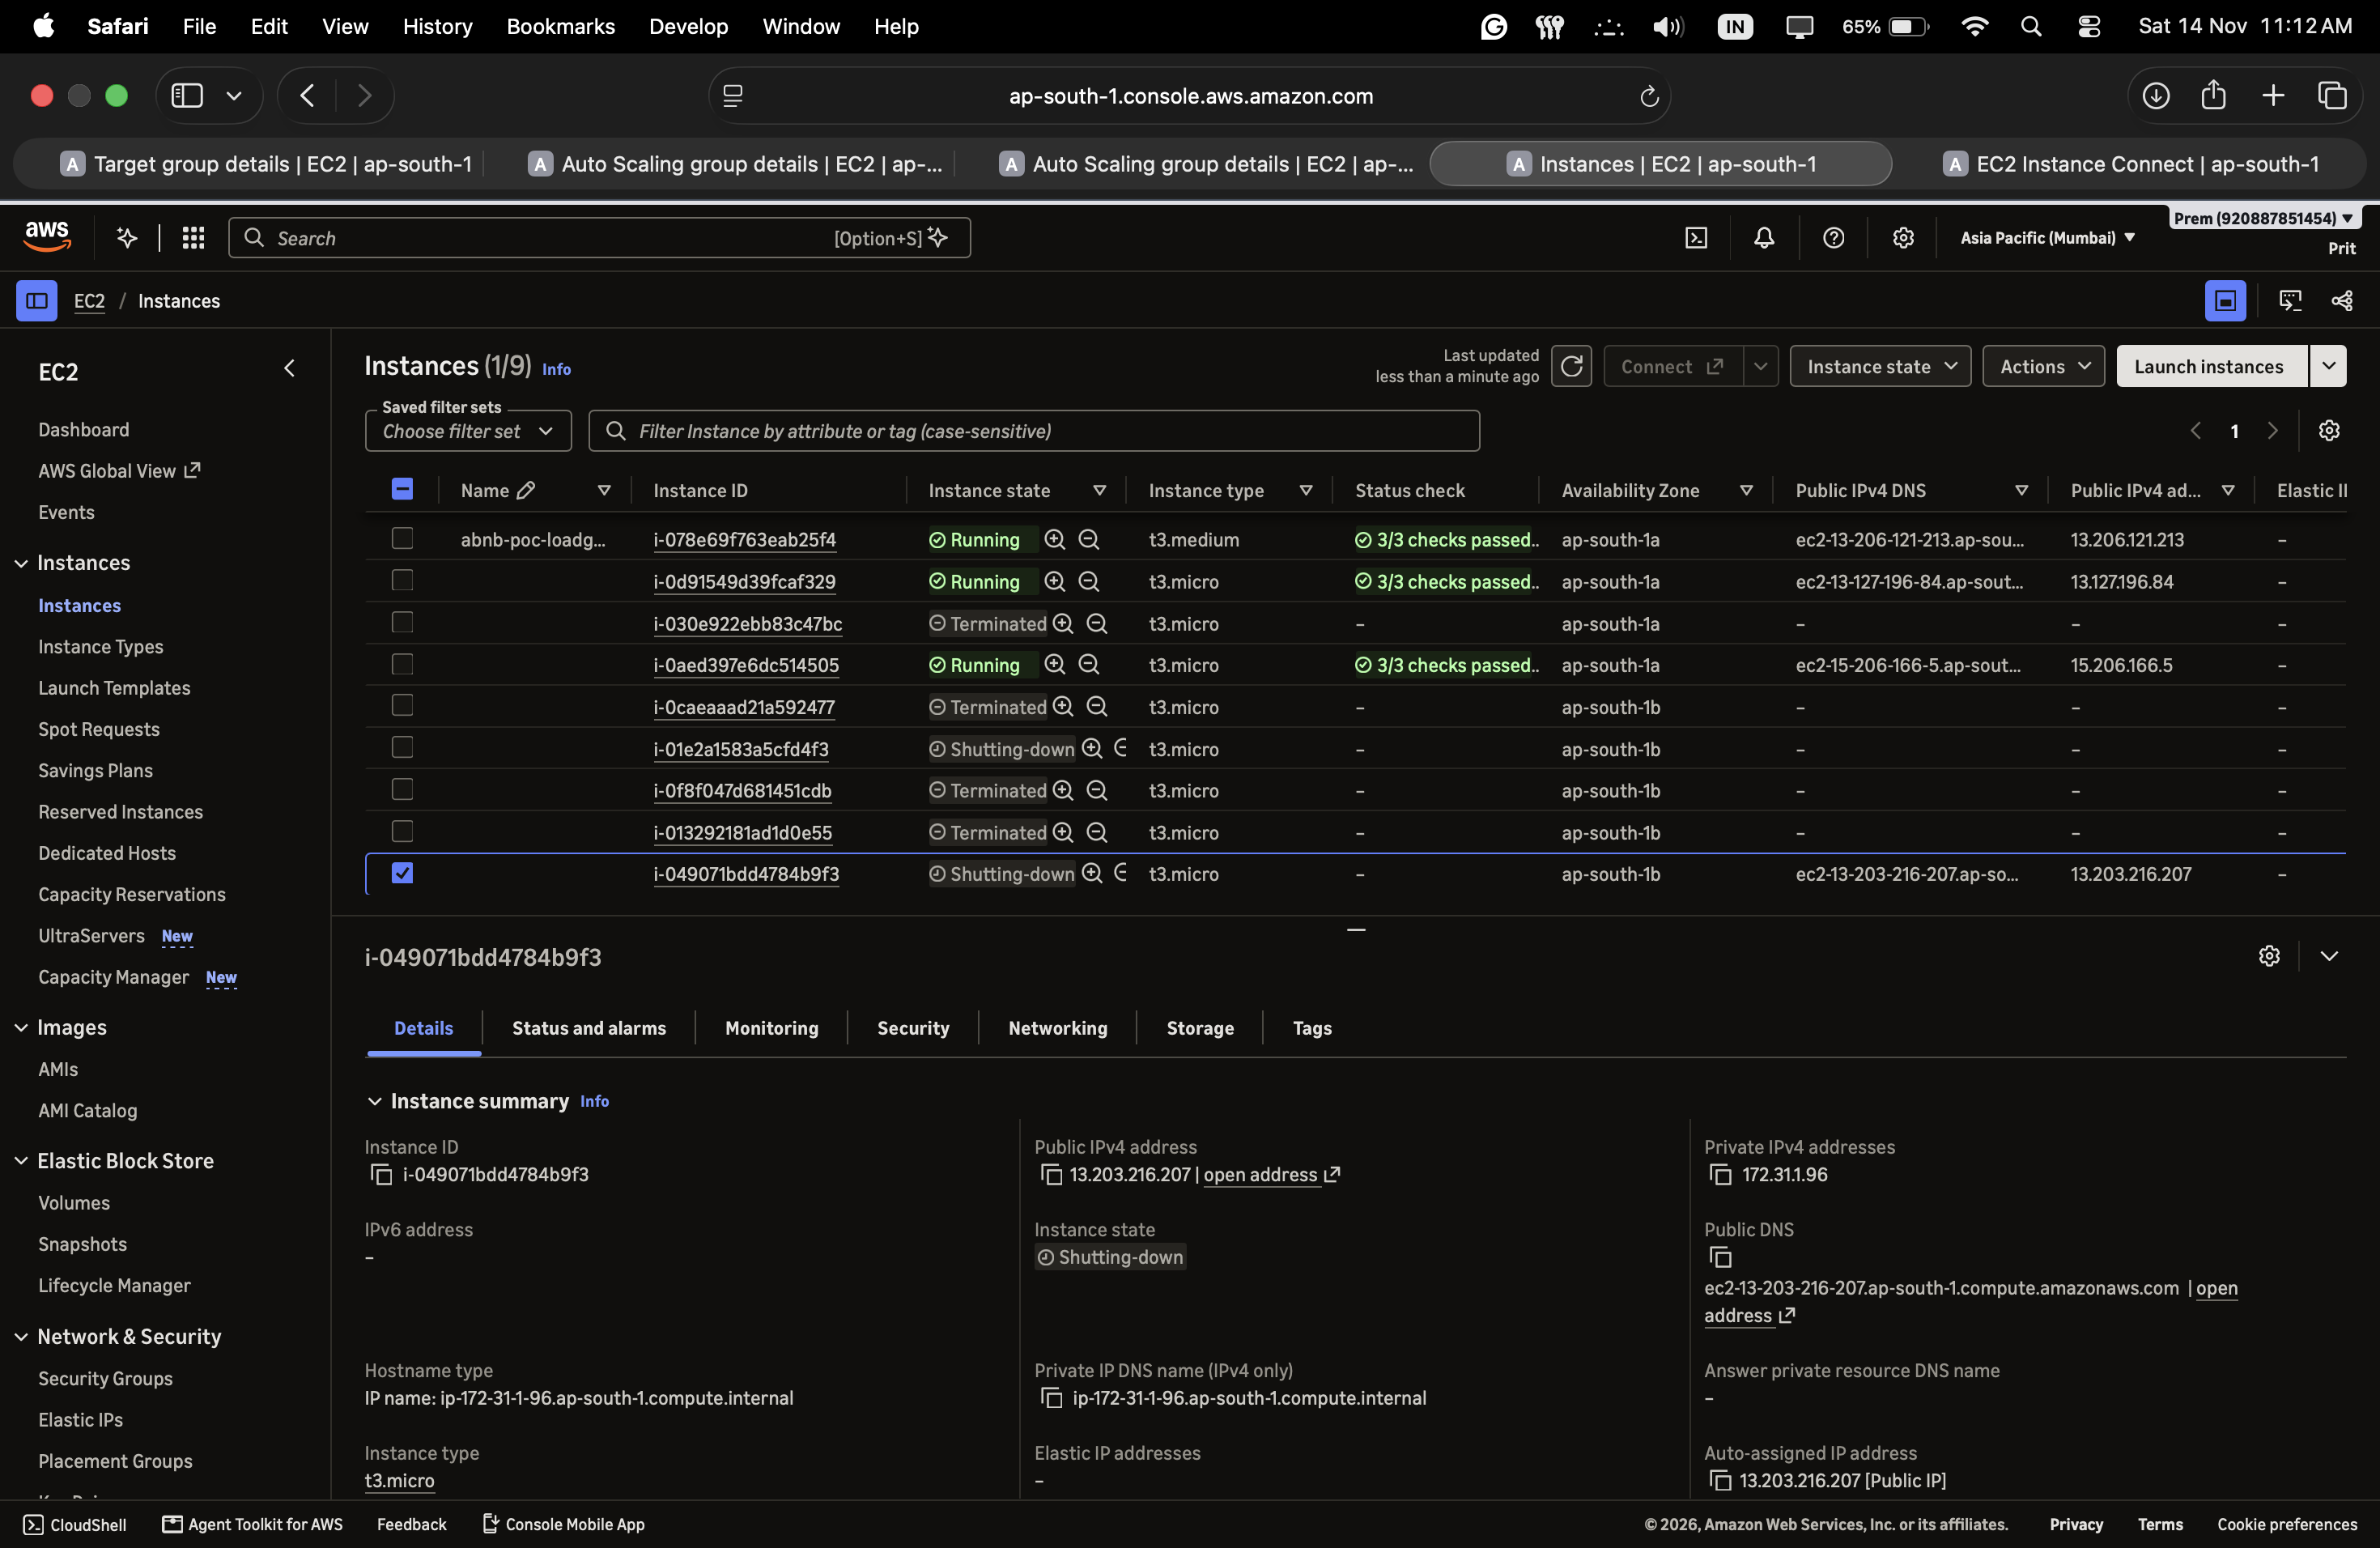 Safari File Edit View History Bookmarks Develop Window Help IN 65% Sat 14 Nov 11:12 AM
ap-south-1.console.aws.amazon.com
A Target group details | EC2 | ap-south-1 A Auto Scaling group details | EC2 | ap-... A Auto Scaling group details | EC2 | ap-... A Instances | EC2 | ap-south-1 A EC2 Instance Connect | ap-south-1
aws Search [Option+S] Asia Pacific (Mumbai) Prem (920887851454)
Prit
EC2 / Instances
EC2
Dashboard
AWS Global View
Events
Instances
Instances
Instance Types
Launch Templates
Spot Requests
Savings Plans
Reserved Instances
Dedicated Hosts
Capacity Reservations
UltraServers New
Capacity Manager New
Images
AMIs
AMI Catalog
Elastic Block Store
Volumes
Snapshots
Lifecycle Manager
Network & Security
Security Groups
Elastic IPs
Placement Groups
Instances (1/9) Info
Last updated
less than a minute ago
Connect Instance state Actions Launch instances
Saved filter sets
Choose filter set Filter Instance by attribute or tag (case-sensitive) 1
Name Instance ID Instance state Instance type Status check Availability Zone Public IPv4 DNS Public IPv4 ad... Elastic II
abnb-poc-loadg... i-078e69f763eab25f4 Running t3.medium 3/3 checks passed.. ap-south-1a ec2-13-206-121-213.ap-sou... 13.206.121.213 –
i-0d91549d39fcaf329 Running t3.micro 3/3 checks passed.. ap-south-1a ec2-13-127-196-84.ap-sout... 13.127.196.84 –
i-030e922ebb83c47bc Terminated t3.micro – ap-south-1a – – –
i-0aed397e6dc514505 Running t3.micro 3/3 checks passed.. ap-south-1a ec2-15-206-166-5.ap-sout... 15.206.166.5 –
i-0caeaaad21a592477 Terminated t3.micro – ap-south-1b – – –
i-01e2a1583a5cfd4f3 Shutting-down t3.micro – ap-south-1b – – –
i-0f8f047d681451cdb Terminated t3.micro – ap-south-1b – – –
i-013292181ad1d0e55 Terminated t3.micro – ap-south-1b – – –
i-049071bdd4784b9f3 Shutting-down t3.micro – ap-south-1b ec2-13-203-216-207.ap-so... 13.203.216.207 –
i-049071bdd4784b9f3
Details Status and alarms Monitoring Security Networking Storage Tags
Instance summary Info
Instance ID
i-049071bdd4784b9f3
Public IPv4 address
13.203.216.207 | open address
Private IPv4 addresses
172.31.1.96
IPv6 address
–
Instance state
Shutting-down
Public DNS
ec2-13-203-216-207.ap-south-1.compute.amazonaws.com | open
address
Hostname type
IP name: ip-172-31-1-96.ap-south-1.compute.internal
Private IP DNS name (IPv4 only)
ip-172-31-1-96.ap-south-1.compute.internal
Answer private resource DNS name
–
Instance type
t3.micro
Elastic IP addresses
–
Auto-assigned IP address
13.203.216.207 [Public IP]
CloudShell Agent Toolkit for AWS Feedback Console Mobile App © 2026, Amazon Web Services, Inc. or its affiliates. Privacy Terms Cookie preferences